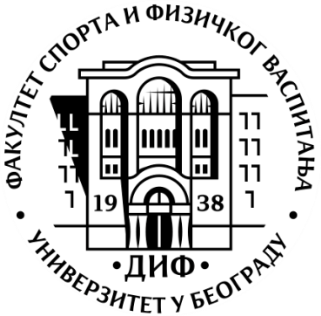 ФАКУЛТЕТ СПОРТА И ФИЗИЧКОГ ВАСПИТАЊА
19 38
•ДИФ•
• УНИВЕРЗИТЕТ У БЕОГРАДУ •